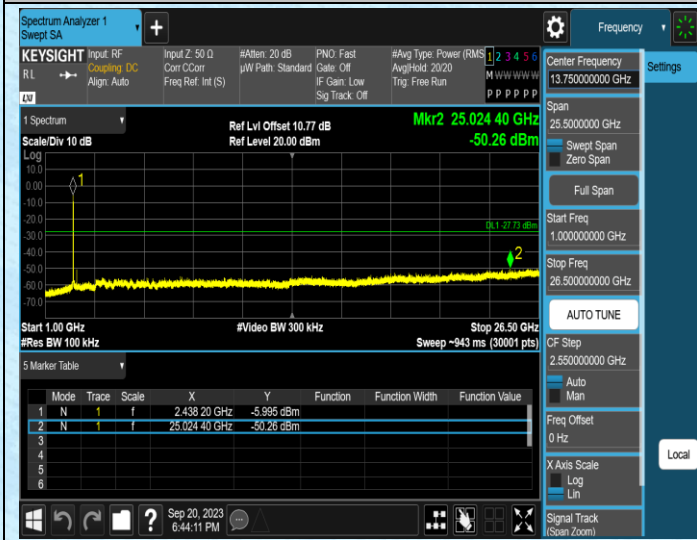 Spectrum Analyzer 1
Swept SA
+
Frequency
KEYSIGHT
RL
LXI
Input: RF
Coupling: DC
Align: Auto
Input Z: 50 Ω
Corr CCorr
Freq Ref: Int (S)
#Atten: 20 dB
µW Path: Standard
PNO: Fast
Gate: Off
IF Gain: Low
Sig Track: Off
#Avg Type: Power (RMS
Avg|Hold: 20/20
Trig: Free Run
1 2 3 4 5 6
M W W W W W
P P P P P P
Center Frequency
13.750000000 GHz
Settings
Span
25.5000000 GHz
Swept Span
Zero Span
Full Span
Start Freq
1.000000000 GHz
Stop Freq
26.500000000 GHz
AUTO TUNE
CF Step
2.550000000 GHz
Auto
Man
Freq Offset
0 Hz
X Axis Scale
Log
Lin
Signal Track
(Span Zoom)
Local
1 Spectrum
Scale/Div 10 dB
Ref Lvl Offset 10.77 dB
Ref Level 20.00 dBm
Mkr2 25.024 40 GHz
-50.26 dBm
Log
10.0
0.00
-10.0
-20.0
-30.0
-40.0
-50.0
-60.0
-70.0
1
DL1 -27.73 dBm
2
Start 1.00 GHz
#Video BW 300 kHz
Stop 26.50 GHz
#Res BW 100 kHz
Sweep ~943 ms (30001 pts)
5 Marker Table
Mode Trace Scale X Y Function Function Width Function Value
1 N 1 f 2.438 20 GHz -5.995 dBm
2 N 1 f 25.024 40 GHz -50.26 dBm
3
4
5
6
?
Sep 20, 2023
6:44:11 PM